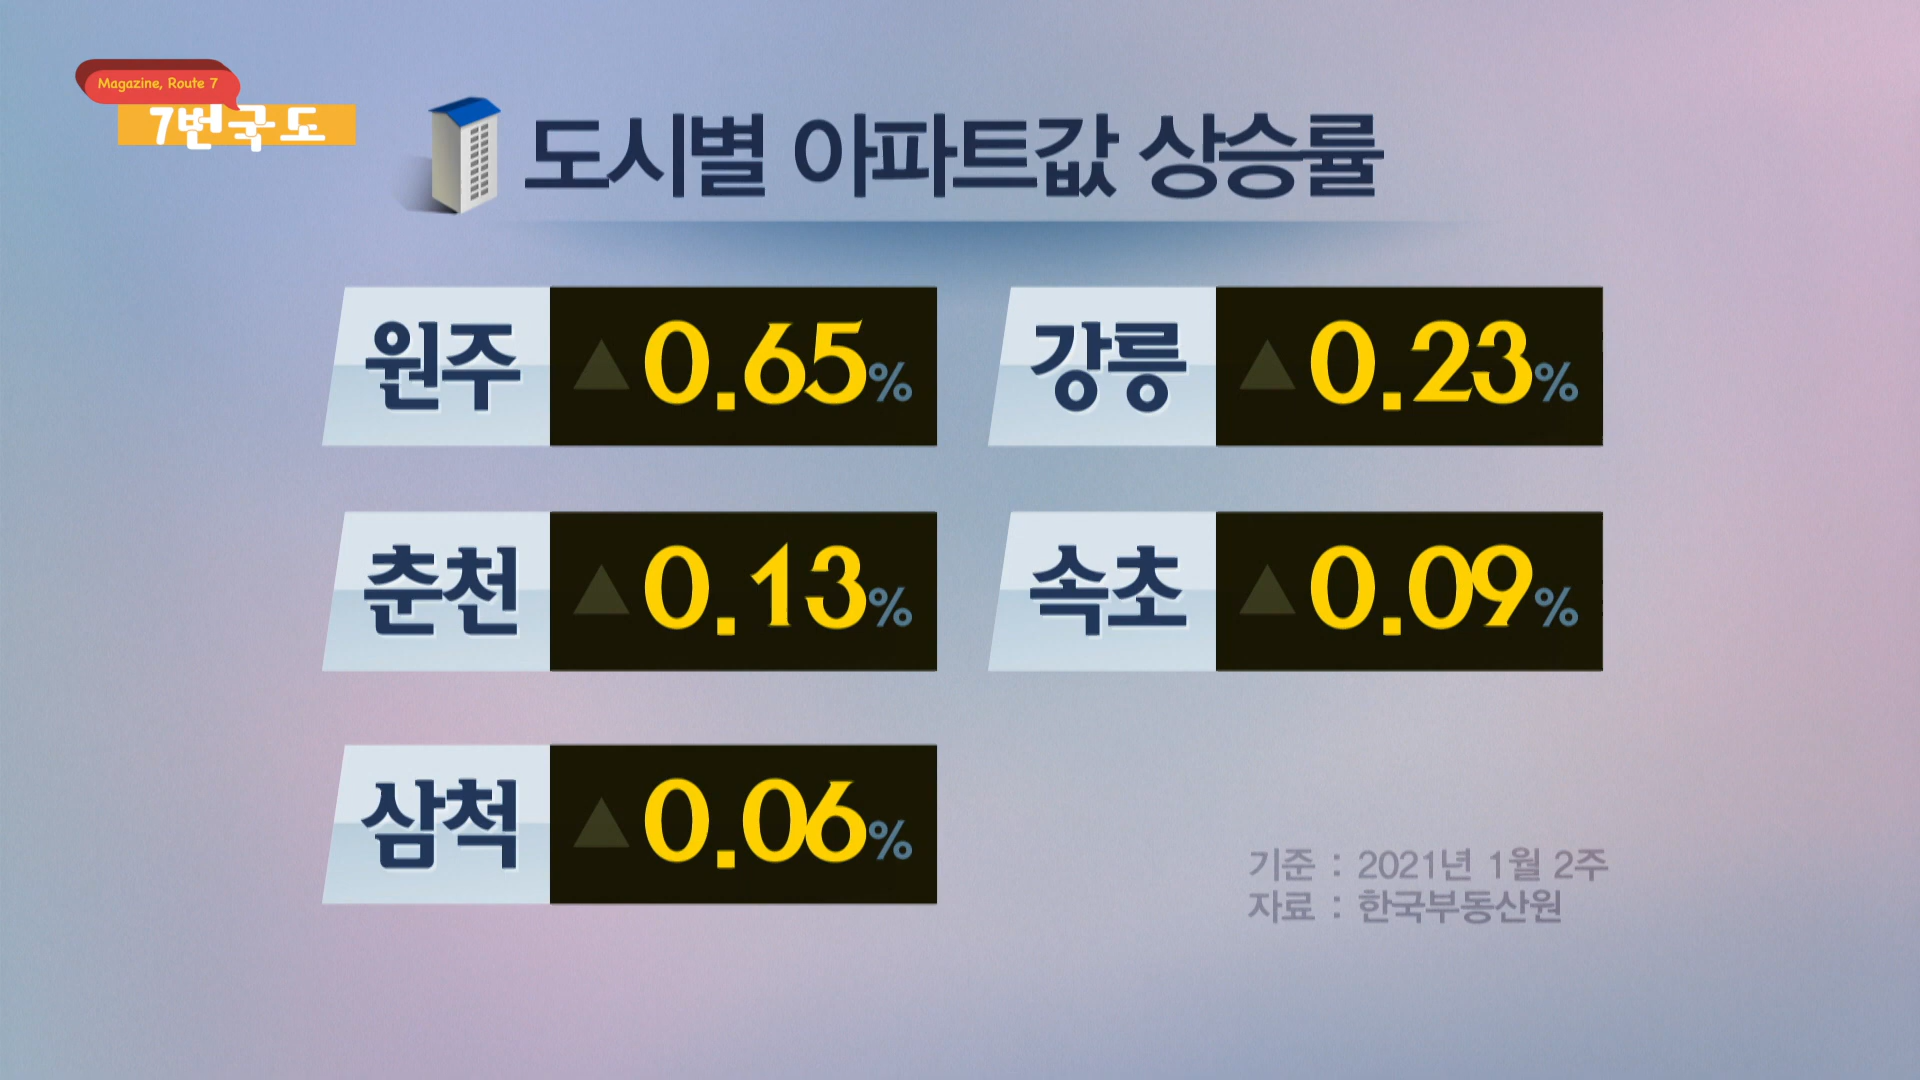 Magazine, Route 7
7번국도
도시별 아파트값 상승률
원주 ▲0.65%
강릉 ▲0.23%
춘천 ▲0.13%
속초 ▲0.09%
삼척 ▲0.06%
기준 : 2021년 1월 2주
자료 : 한국부동산원